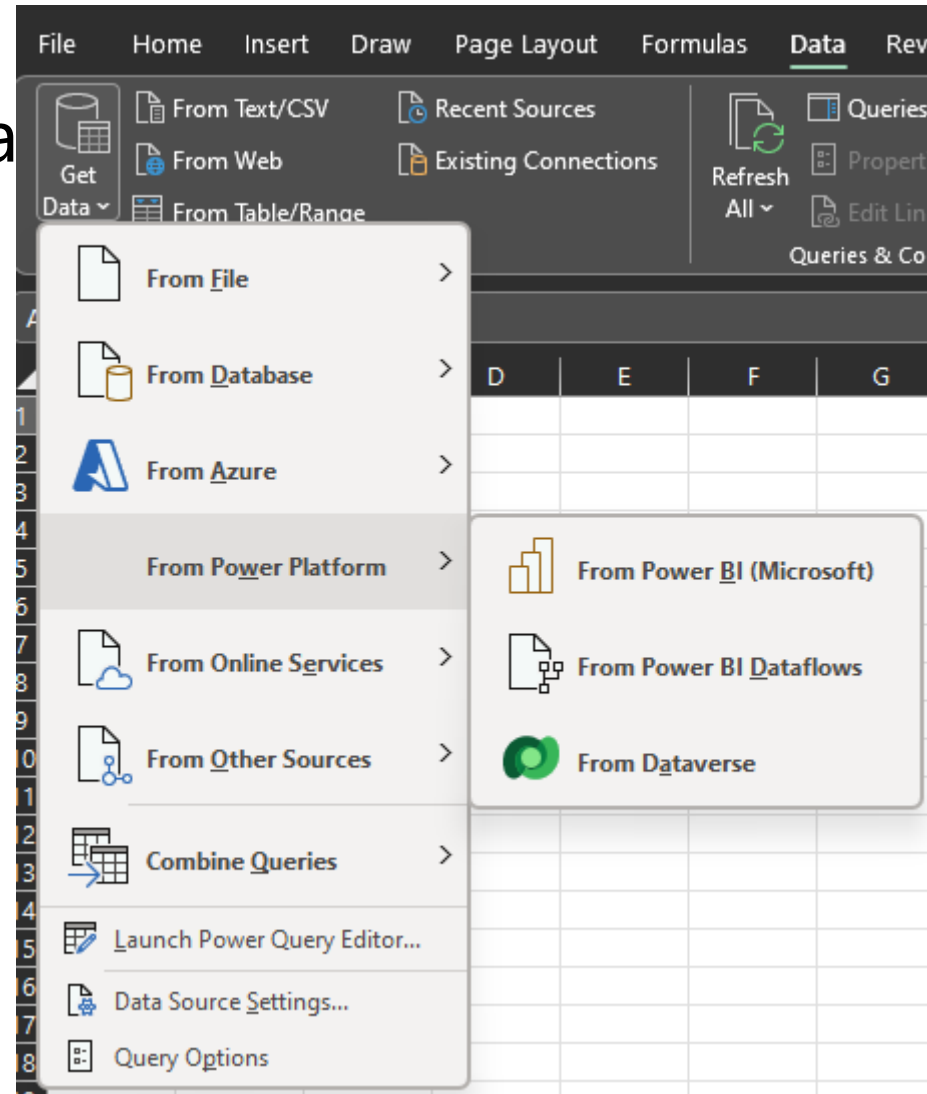 File Home Insert Draw Page Layout Formulas Data Rev
a
Get
Data
From Text/CSV
From Web
From Table/Range
Recent Sources
Existing Connections
Refresh
All
Queries
Propert
Edit Lin
Queries & Co
A
D E F G
From File
From Database
From Azure
From Power Platform
From Online Services
From Other Sources
Combine Queries
Launch Power Query Editor...
Data Source Settings...
Query Options
From Power BI (Microsoft)
From Power BI Dataflows
From Dataverse
1
2
3
4
5
6
7
8
9
10
11
12
13
14
15
16
17
18